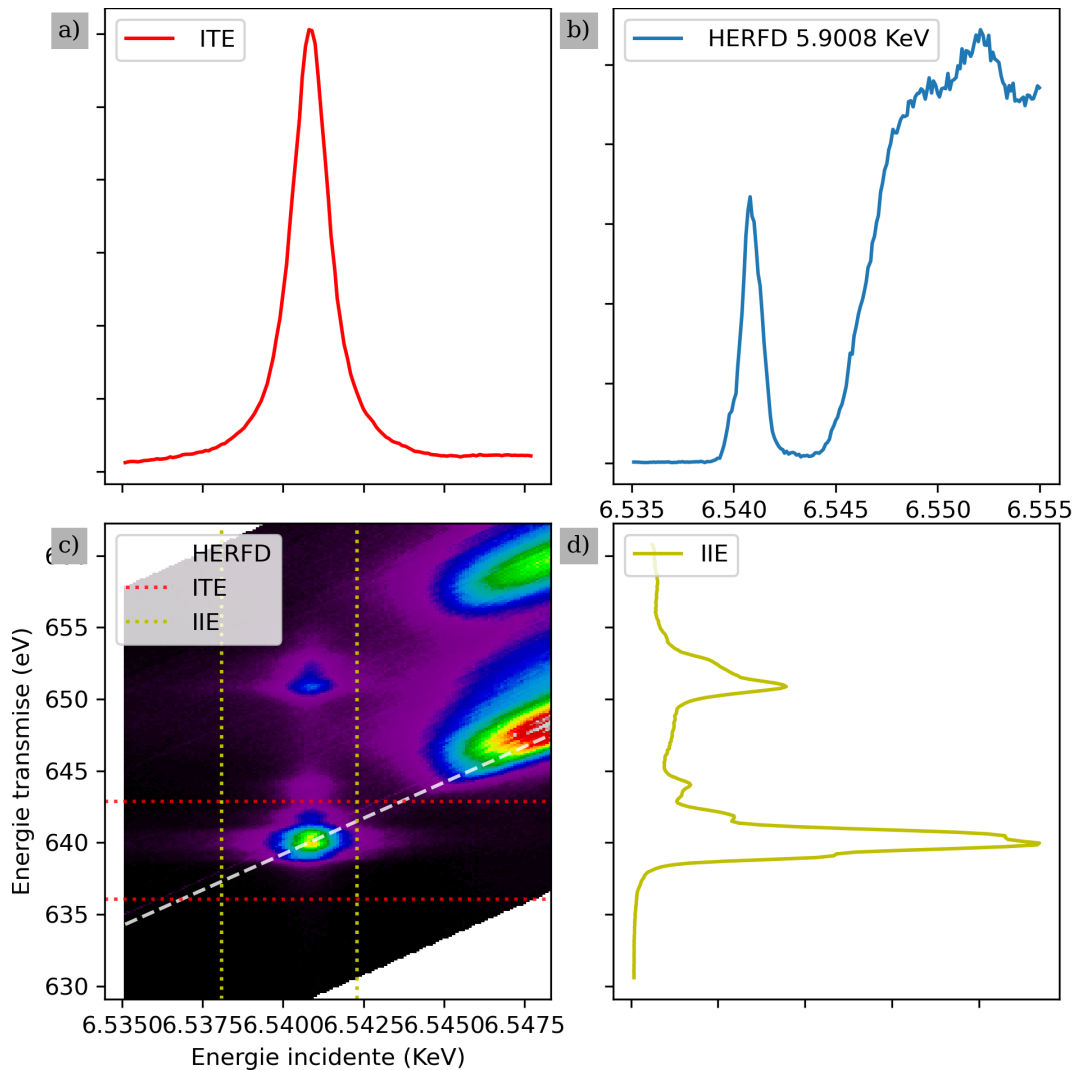 a)
ITE
b)
HERFD 5.9008 KeV
6.535 6.540 6.545 6.550 6.555
c)
HERFD
ITE
IIE
655
650
645
640
635
630
Energie transmise (eV)
6.5350 6.5375 6.5400 6.5425 6.5450 6.5475
Energie incidente (KeV)
d)
IIE